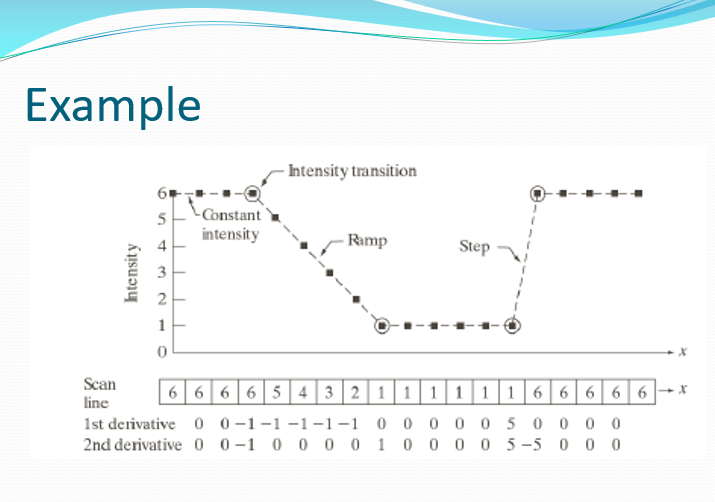 Example
Intensity transition
6
Constant
intensity
5
4
Ramp
Step
3
2
1
0
Intensity
x
Scan
line
6 6 6 6 5 4 3 2 1 1 1 1 1 1 6 6 6 6 6 x
1st derivative 0 0 -1 -1 -1 -1 -1 0 0 0 0 0 5 0 0 0 0
2nd derivative 0 0 -1 0 0 0 0 1 0 0 0 0 5 -5 0 0 0